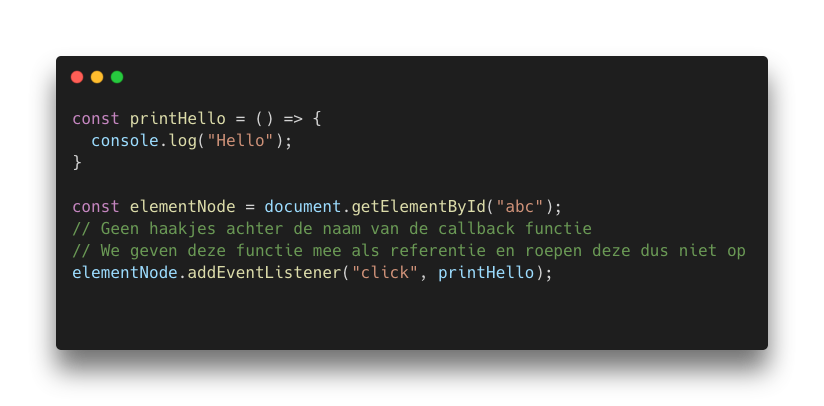 const printHello = () => {
  console.log("Hello");
}

const elementNode = document.getElementById("abc");
// Geen haakjes achter de naam van de callback functie
// We geven deze functie mee als referentie en roepen deze dus niet op
elementNode.addEventListener("click", printHello);